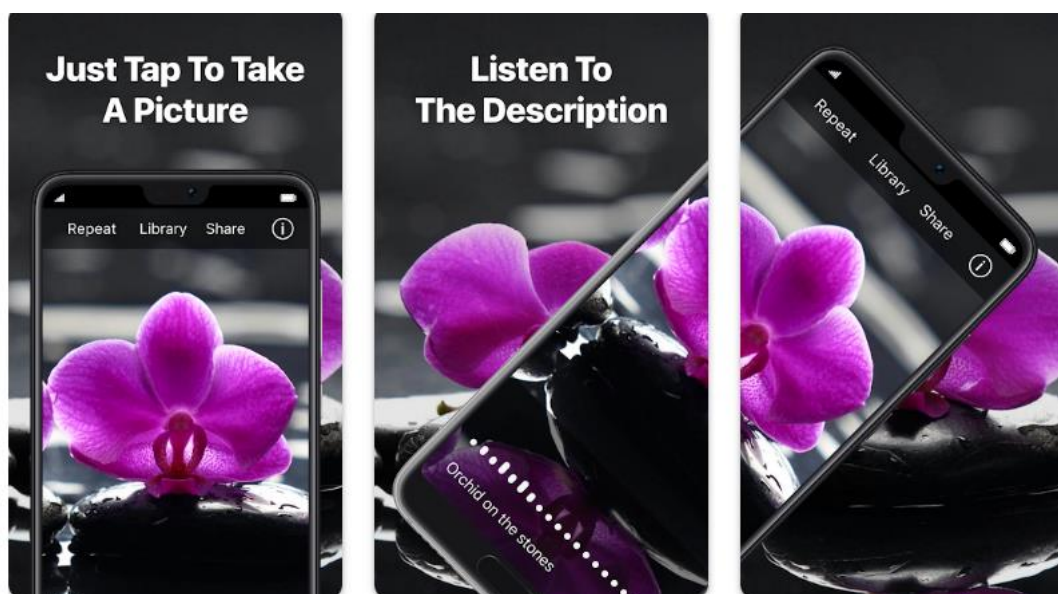 Just Tap To Take
A Picture
Repeat Library Share i
Listen To
The Description
Orchid on the stones
Repeat Library Share i